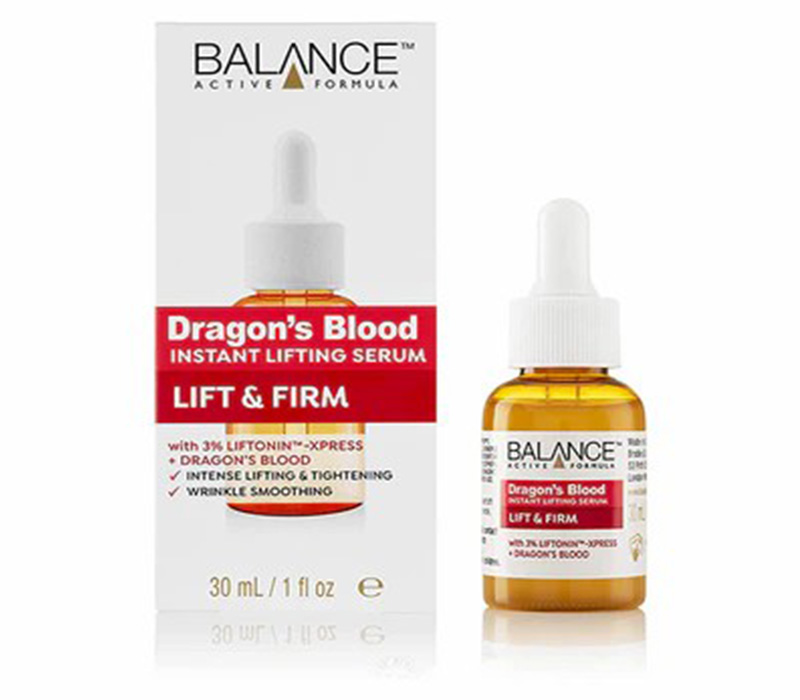 BALANCE™
ACTIVE FORMULA
Dragon's Blood
INSTANT LIFTING SERUM
LIFT & FIRM
with 3% LIFTONIN™-XPRESS
+ DRAGON'S BLOOD
✓ INTENSE LIFTING & TIGHTENING
✓ WRINKLE SMOOTHING
30 mL / 1 fl oz ℮
BALANCE™
ACTIVE FORMULA
Dragon's Blood
INSTANT LIFTING SERUM
LIFT & FIRM
with 3% LIFTONIN™-XPRESS
+ DRAGON'S BLOOD